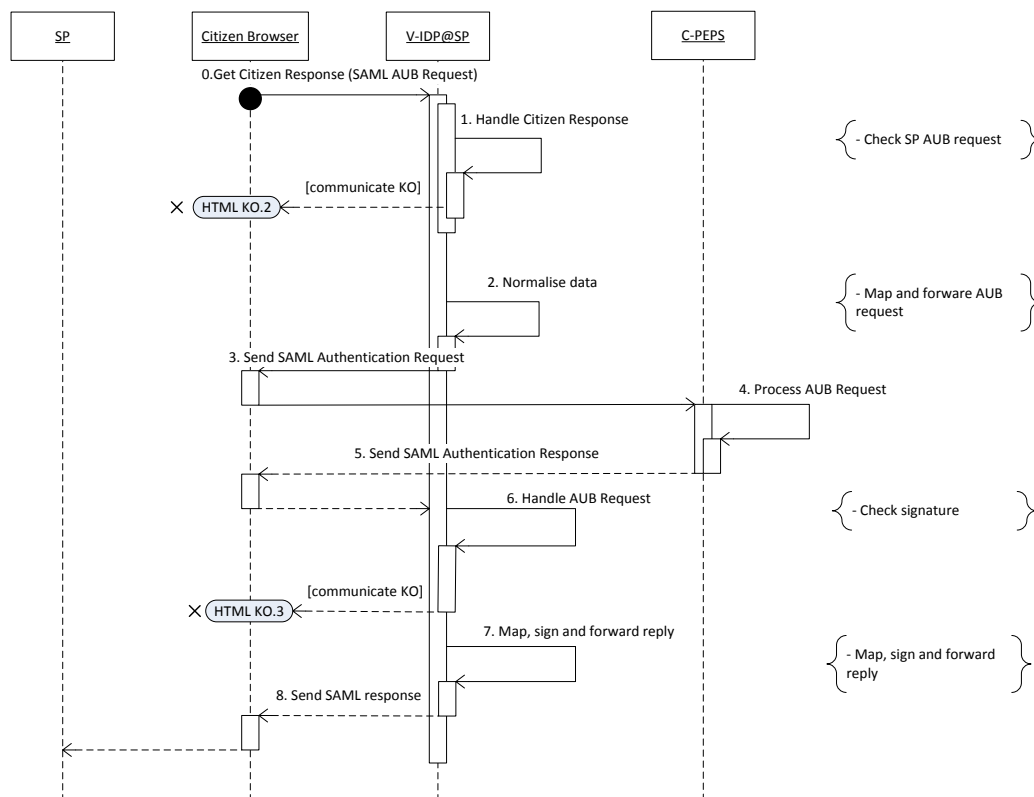 SP
Citizen Browser
V-IDP@SP
C-PEPS
0.Get Citizen Response (SAML AUB Request)
1. Handle Citizen Response
- Check SP AUB request
[communicate KO]
HTML KO.2
2. Normalise data
- Map and forware AUB
request
3. Send SAML Authentication Request
4. Process AUB Request
5. Send SAML Authentication Response
6. Handle AUB Request
- Check signature
[communicate KO]
HTML KO.3
7. Map, sign and forward reply
- Map, sign and forward
reply
8. Send SAML response